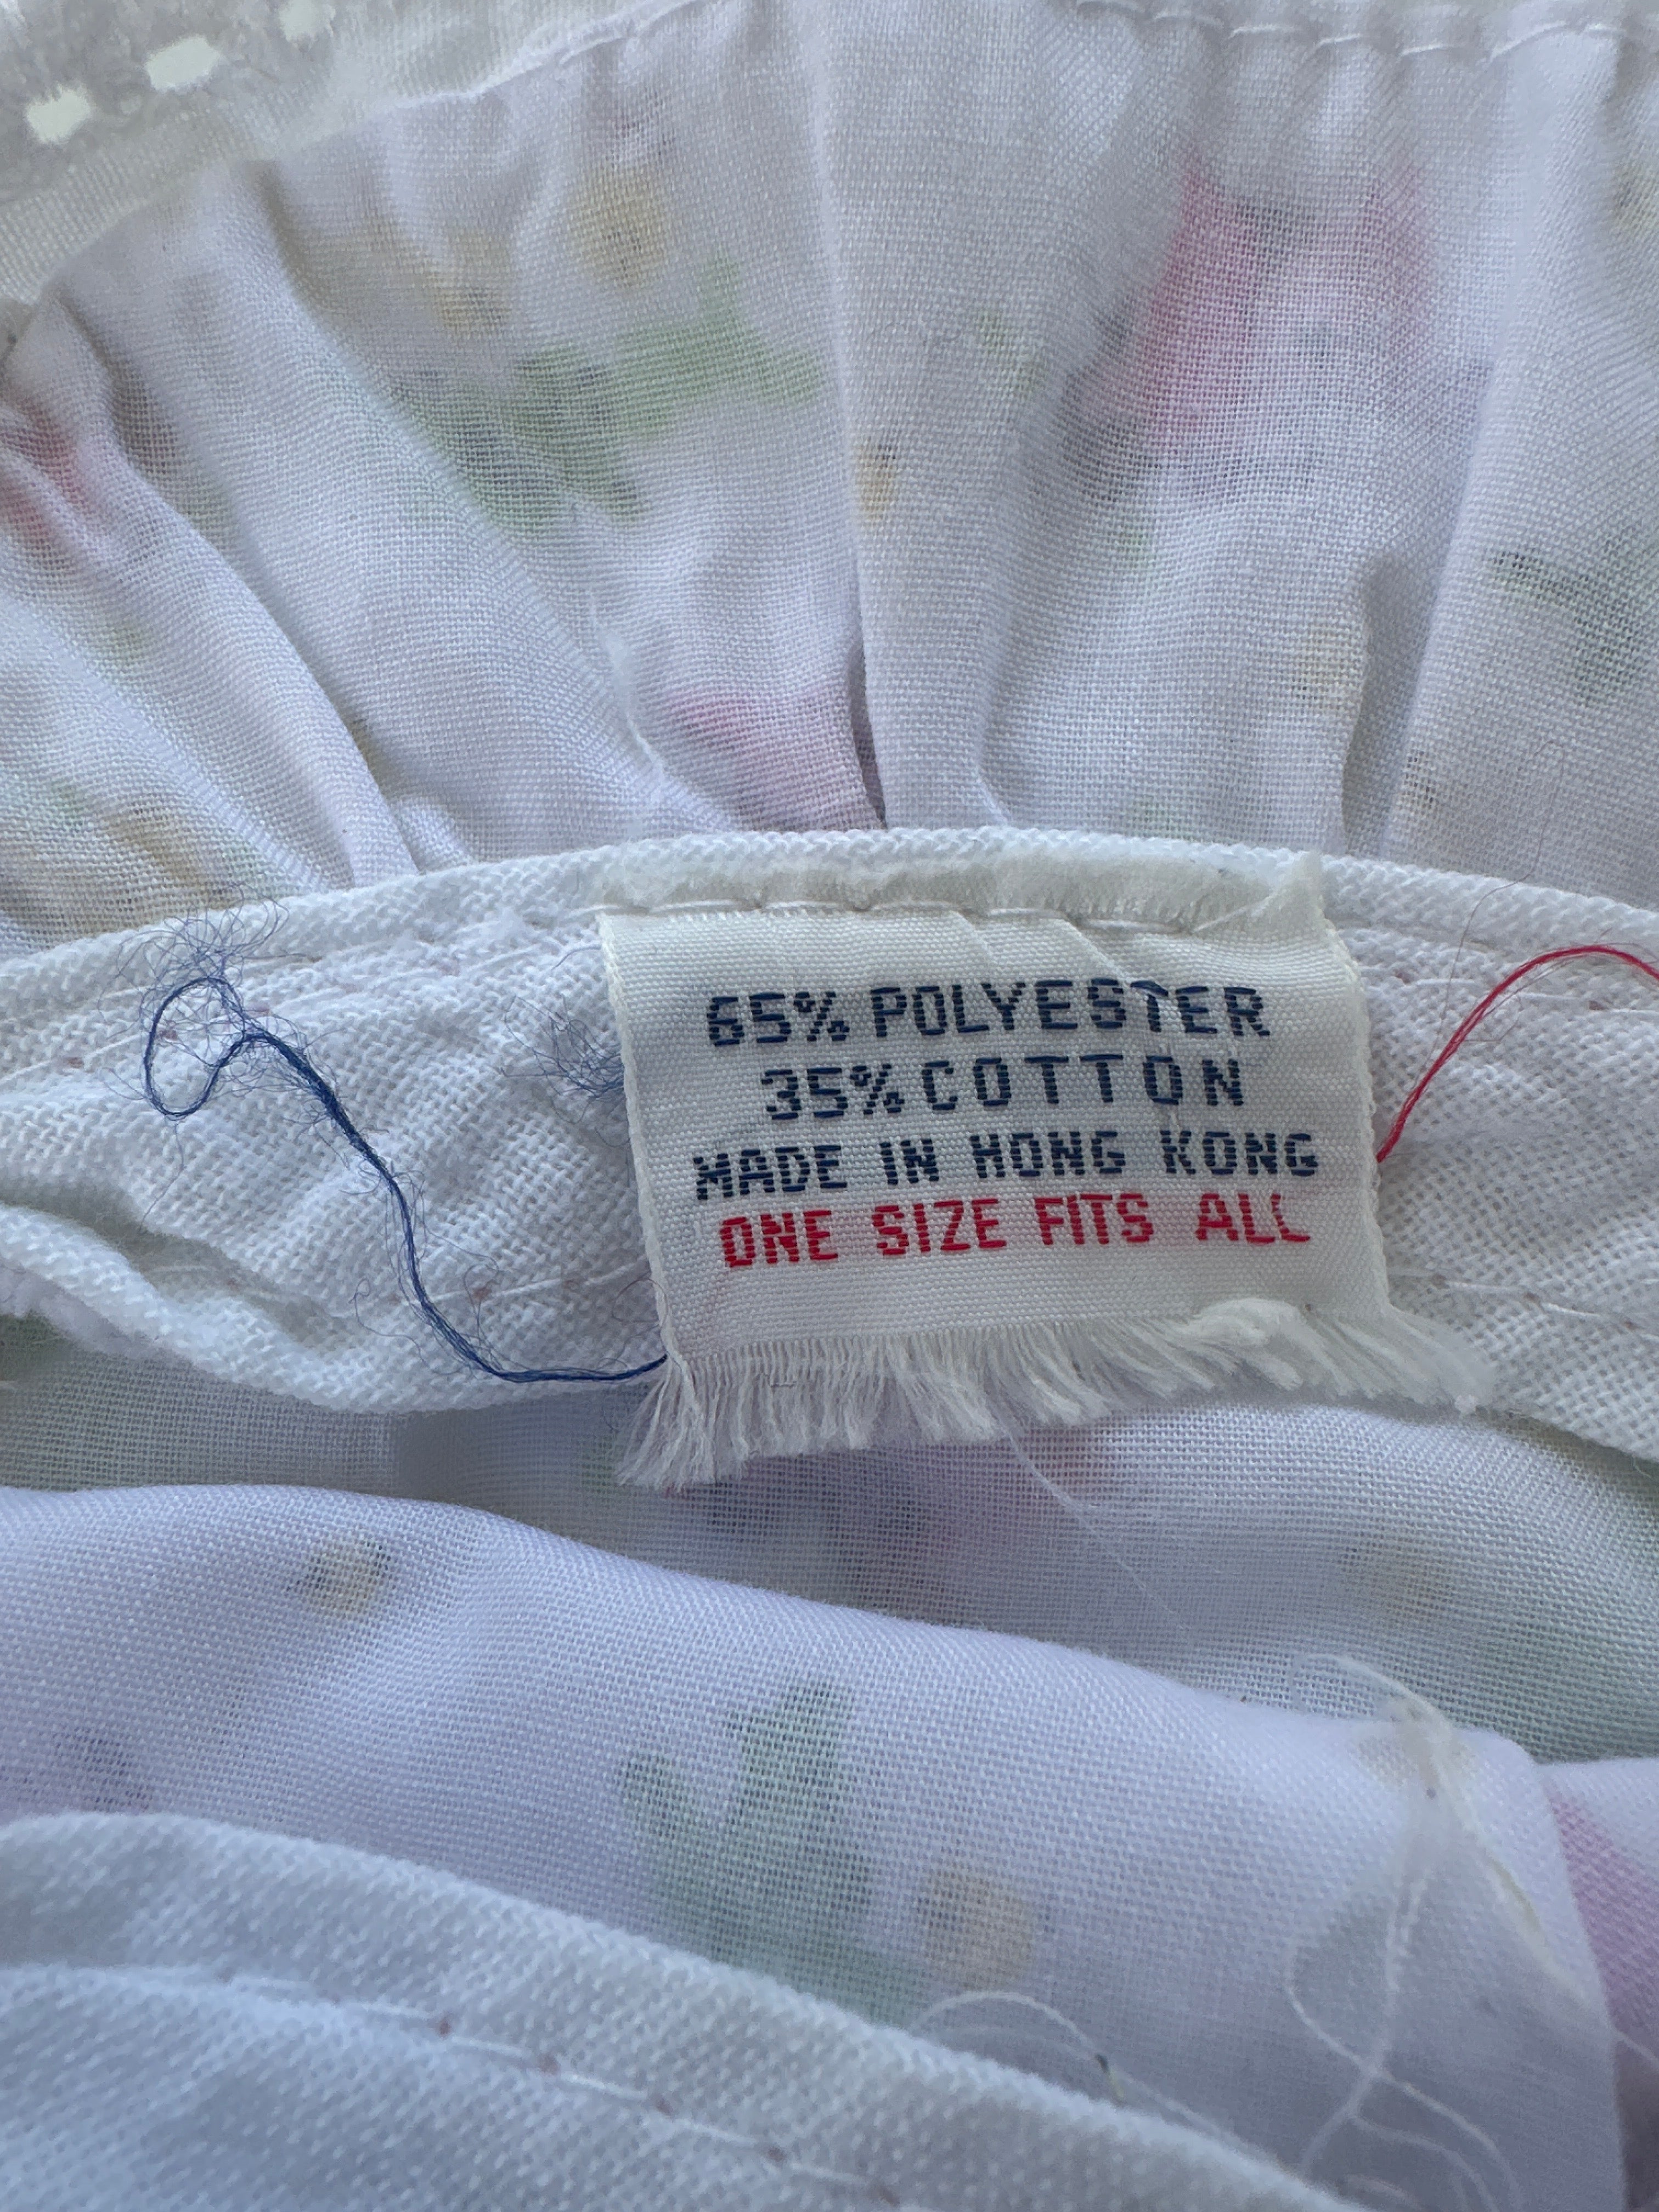 65% POLYESTER
35% COTTON
MADE IN HONG KONG
ONE SIZE FITS ALL